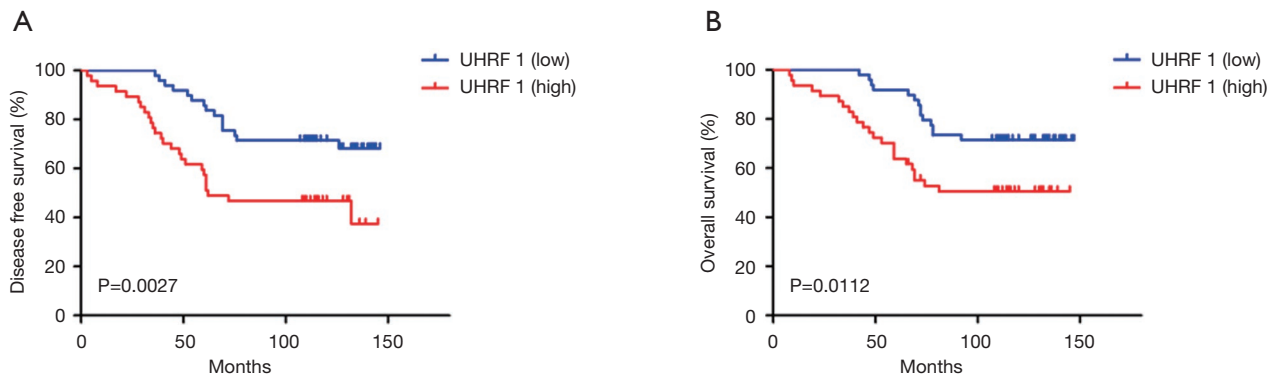 A
UHRF 1 (low)
UHRF 1 (high)
Disease free survival (%)
100
80
60
40
20
0
P=0.0027
0 50 100 150
Months
B
UHRF 1 (low)
UHRF 1 (high)
Overall survival (%)
100
80
60
40
20
0
P=0.0112
0 50 100 150
Months